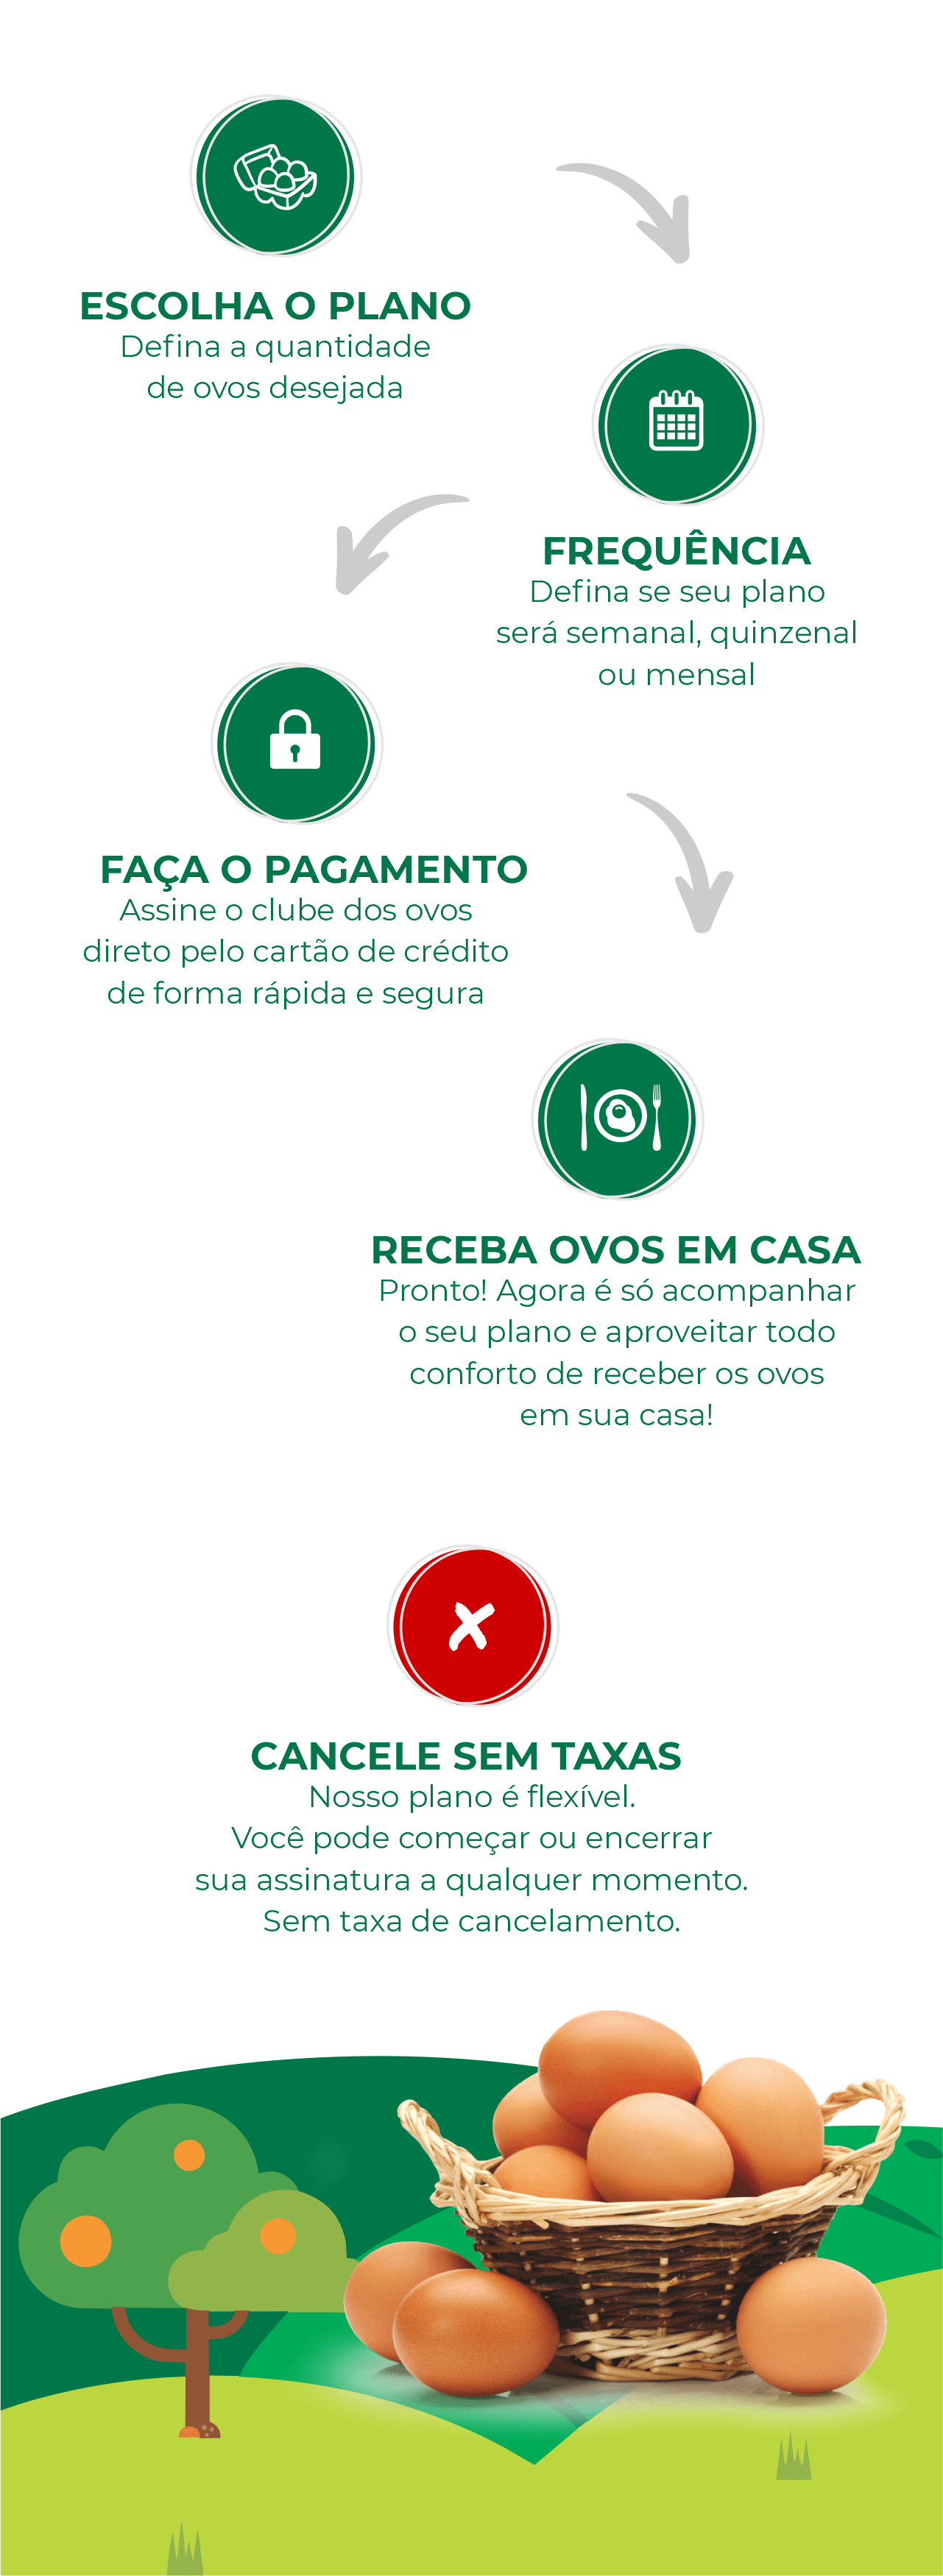 ESCOLHA O PLANO
Defina a quantidade
de ovos desejada
FREQUÊNCIA
Defina se seu plano
será semanal, quinzenal
ou mensal
FAÇA O PAGAMENTO
Assine o clube dos ovos
direto pelo cartão de crédito
de forma rápida e segura
RECEBA OVOS EM CASA
Pronto! Agora é só acompanhar
o seu plano e aproveitar todo
conforto de receber os ovos
em sua casa!
CANCELE SEM TAXAS
Nosso plano é flexível.
Você pode começar ou encerrar
sua assinatura a qualquer momento.
Sem taxa de cancelamento.